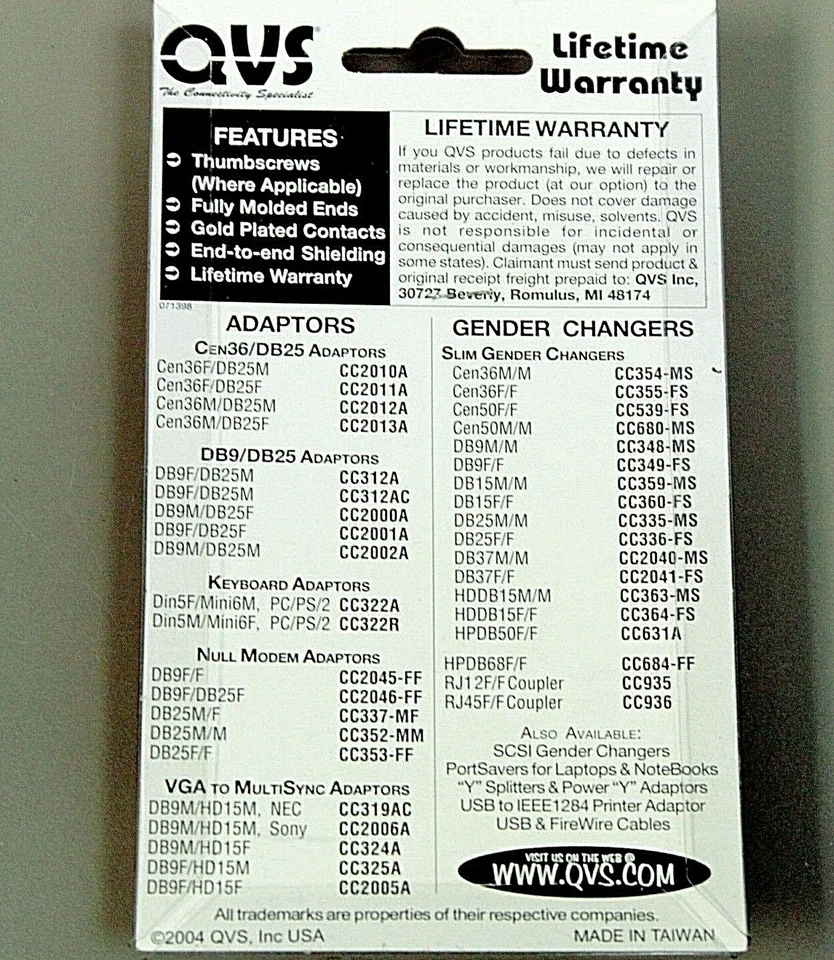 QVS®
The Connectivity Specialist
Lifetime
Warranty
FEATURES
Thumbscrews
(Where Applicable)
Fully Molded Ends
Gold Plated Contacts
End-to-end Shielding
Lifetime Warranty
071398
LIFETIME WARRANTY
If you QVS products fail due to defects in
materials or workmanship, we will repair or
replace the product (at our option) to the
original purchaser. Does not cover damage
caused by accident, misuse, solvents. QVS
is not responsible for incidental or
consequential damages (may not apply in
some states). Claimant must send product &
original receipt freight prepaid to: QVS Inc,
30727 Beverly, Romulus, MI 48174
ADAPTORS
CEN36/DB25 ADAPTORS
Cen36F/DB25M CC2010A
Cen36F/DB25F CC2011A
Cen36M/DB25M CC2012A
Cen36M/DB25F CC2013A
DB9/DB25 ADAPTORS
DB9F/DB25M CC312A
DB9F/DB25M CC312AC
DB9M/DB25F CC2000A
DB9F/DB25F CC2001A
DB9M/DB25M CC2002A
KEYBOARD ADAPTORS
Din5F/Mini6M, PC/PS/2 CC322A
Din5M/Mini6F, PC/PS/2 CC322R
NULL MODEM ADAPTORS
DB9F/F CC2045-FF
DB9F/DB25F CC2046-FF
DB25M/F CC337-MF
DB25M/M CC352-MM
DB25F/F CC353-FF
VGA TO MULTISYNC ADAPTORS
DB9M/HD15M, NEC CC319AC
DB9M/HD15M, Sony CC2006A
DB9M/HD15F CC324A
DB9F/HD15M CC325A
DB9F/HD15F CC2005A
GENDER CHANGERS
SLIM GENDER CHANGERS
Cen36M/M CC354-MS
Cen36F/F CC355-FS
Cen50F/F CC539-FS
Cen50M/M CC680-MS
DB9M/M CC348-MS
DB9F/F CC349-FS
DB15M/M CC359-MS
DB15F/F CC360-FS
DB25M/M CC335-MS
DB25F/F CC336-FS
DB37M/M CC2040-MS
DB37F/F CC2041-FS
HDDB15M/M CC363-MS
HDDB15F/F CC364-FS
HPDB50F/F CC631A
HPDB68F/F CC684-FF
RJ12F/F Coupler CC935
RJ45F/F Coupler CC936
ALSO AVAILABLE:
SCSI Gender Changers
PortSavers for Laptops & NoteBooks
“Y” Splitters & Power “Y” Adaptors
USB to IEEE1284 Printer Adaptor
USB & FireWire Cables
VISIT US ON THE WEB @
WWW.QVS.COM
All trademarks are properties of their respective companies.
©2004 QVS, Inc USA
MADE IN TAIWAN